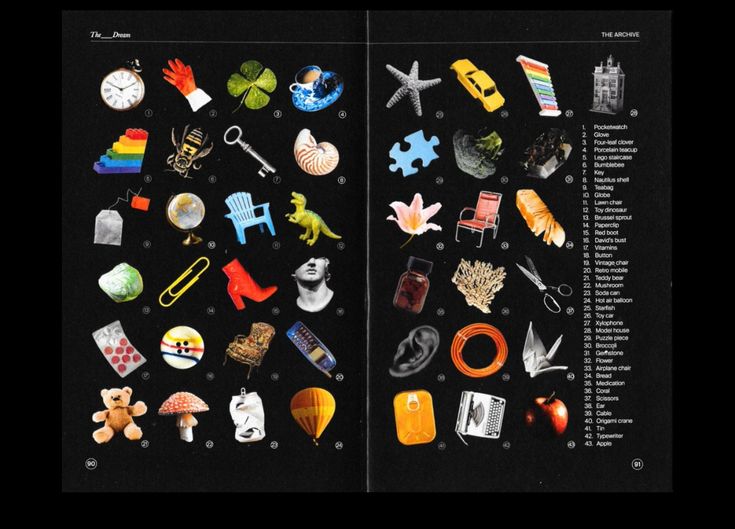 The___Dream
THE ARCHIVE
1 2 3 4
5 6 7 8
9 10 11 12
13 14 15 16
17 18 19 20
21 22 23 24
90
25 26 27 28
29 30
32 33 34
35 36 37
38 39 40
41 42 43
1. Pocketwatch
2. Glove
3. Four-leaf clover
4 Porcelain teacup
5. Lego staircase
6. Bumblebee
7. Key
8. Nautilus shell
9. Teabag
10. Globe
11. Lawn chair
12. Toy dinosaur
13. Brussel sprout
14. Paperclip
15. Red boot
16. David's bust
17. Vitamins
18. Button
19. Vintage chair
20. Retro mobile
21. Teddy bear
22. Mushroom
23. Soda can
24. Hot air balloon
25. Starfish
26. Toy car
27. Xylophone
28. Model house
29. Puzzle piece
30. Broccoli
31. Gemstone
32. Flower
33. Airplane chair
34. Bread
35. Medication
36. Coral
37. Scissors
38. Ear
39. Cable
40. Origami crane
41. Tin
42. Typewriter
43. Apple
91